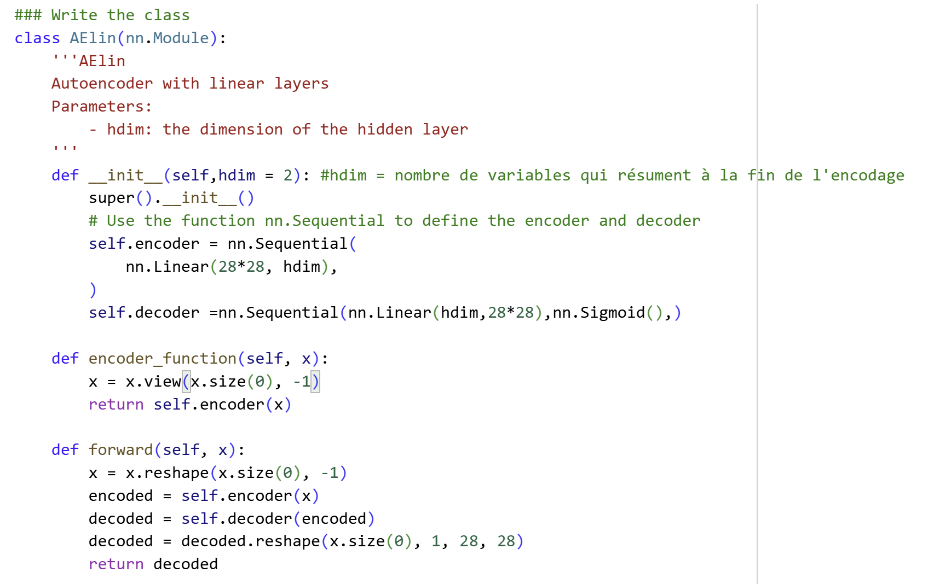 ### Write the class
class AElin(nn.Module):
    '''AElin
    Autoencoder with linear layers
    Parameters:
        - hdim: the dimension of the hidden layer
    '''
    def __init__(self,hdim = 2): #hdim = nombre de variables qui résument à la fin de l'encodage
        super().__init__()
        # Use the function nn.Sequential to define the encoder and decoder
        self.encoder = nn.Sequential(
            nn.Linear(28*28, hdim),
        )
        self.decoder =nn.Sequential(nn.Linear(hdim,28*28),nn.Sigmoid(),)

    def encoder_function(self, x):
        x = x.view(x.size(0), -1)
        return self.encoder(x)

    def forward(self, x):
        x = x.reshape(x.size(0), -1)
        encoded = self.encoder(x)
        decoded = self.decoder(encoded)
        decoded = decoded.reshape(x.size(0), 1, 28, 28)
        return decoded